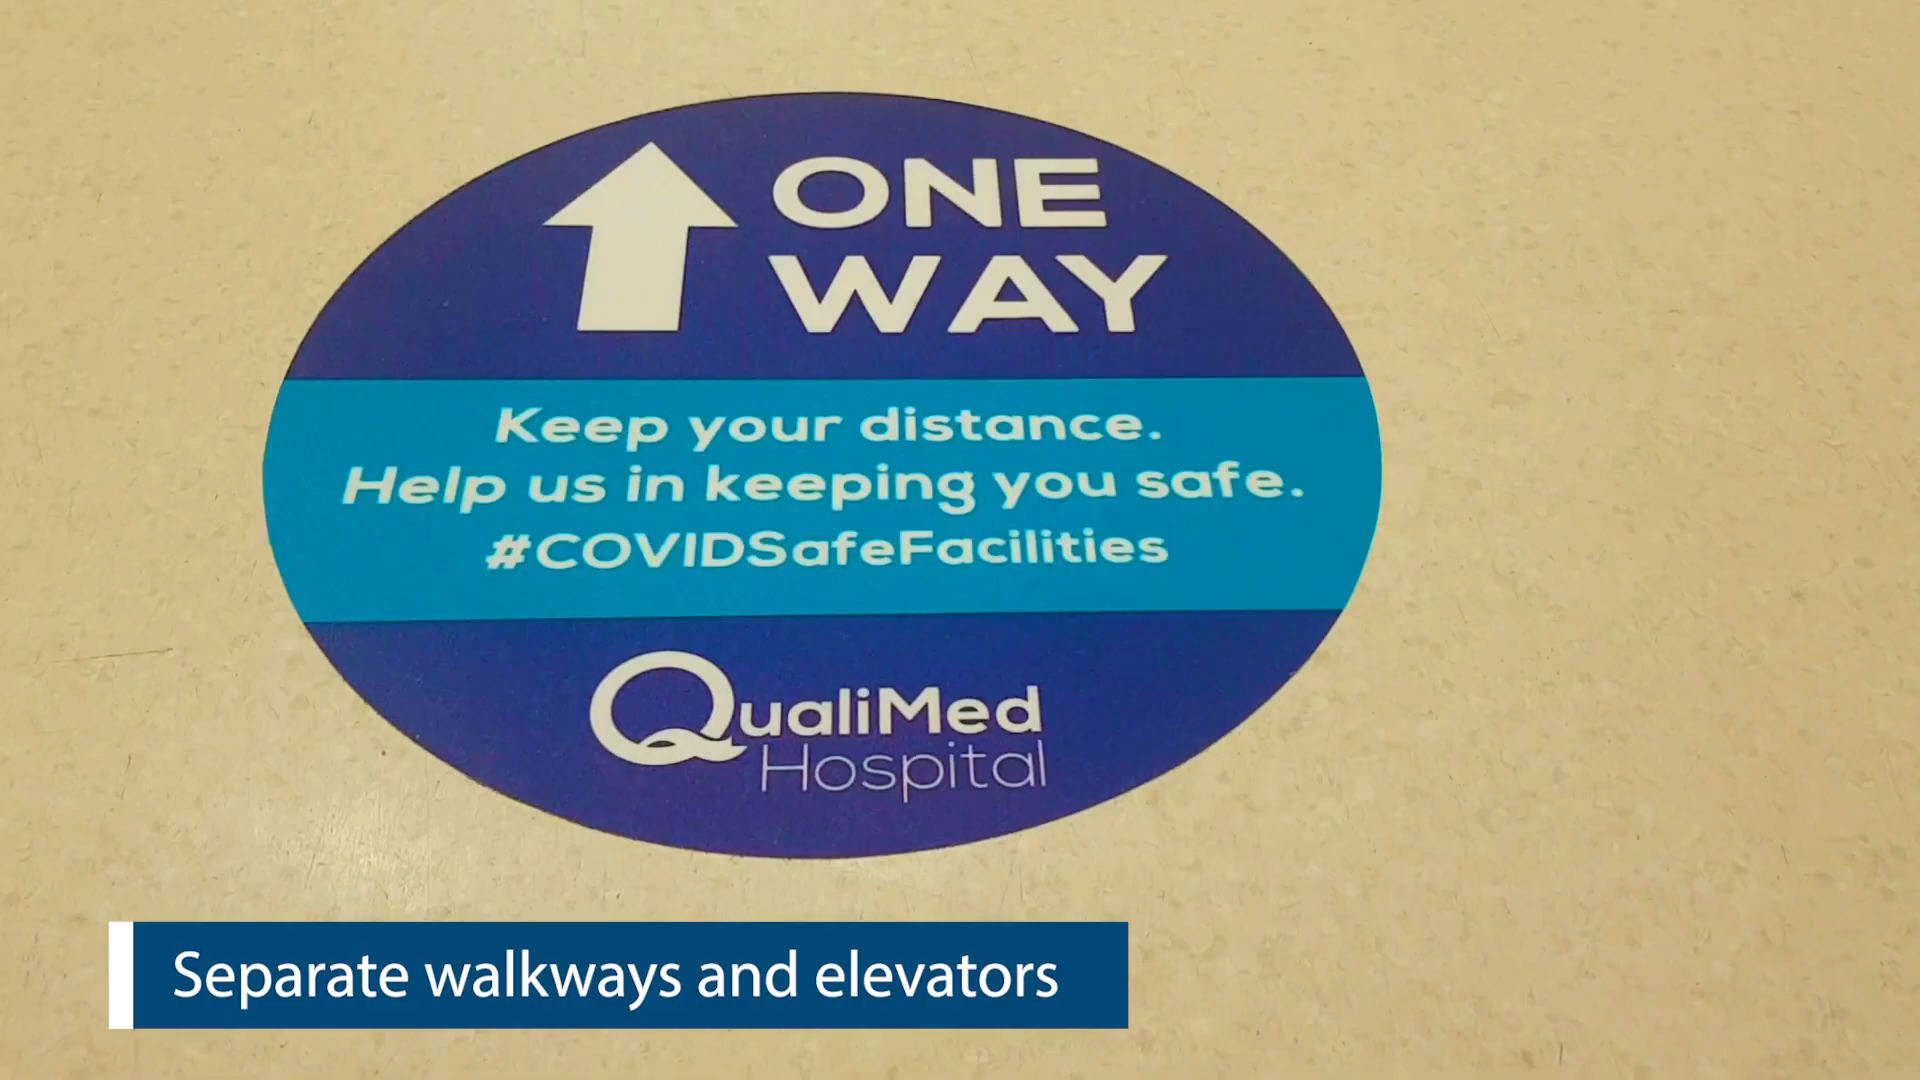 ONE
WAY
Keep your distance.
Help us in keeping you safe.
#COVIDSafeFacilities
QualiMed
Hospital
Separate walkways and elevators